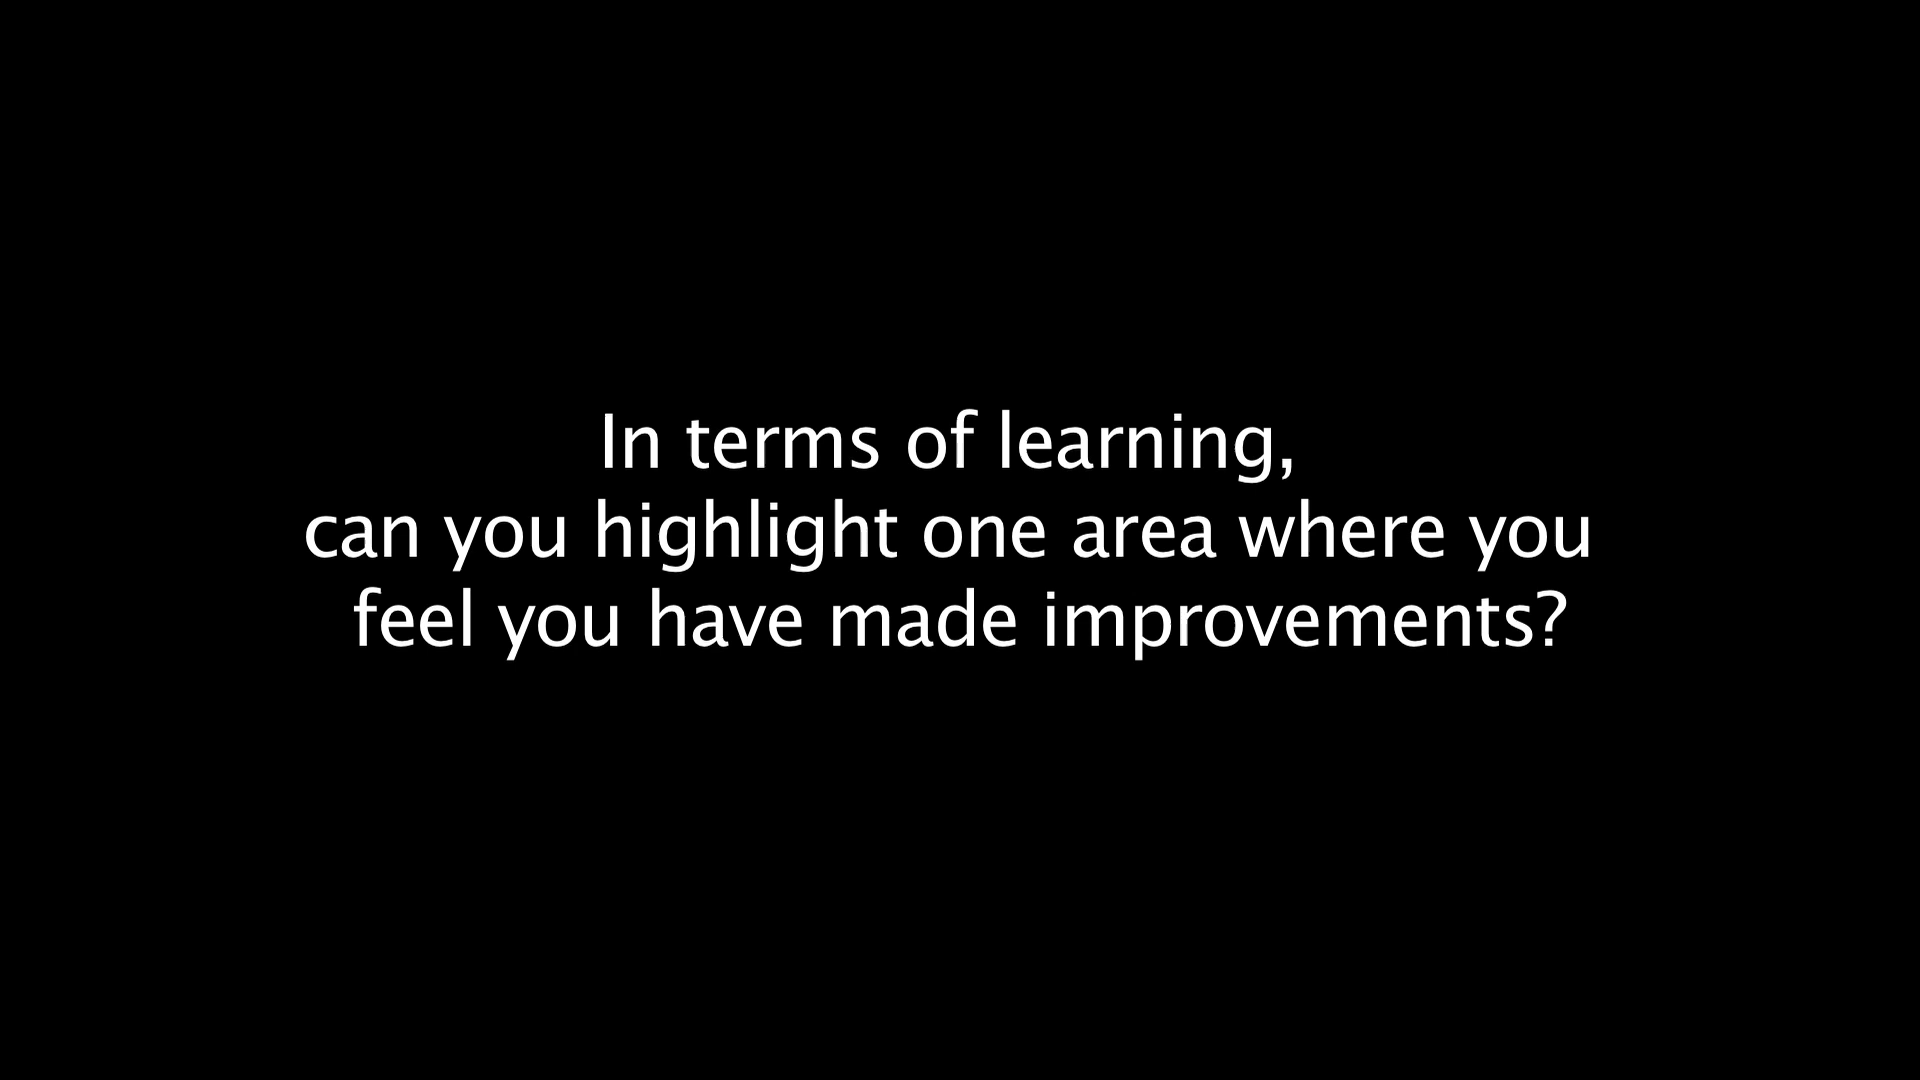 In terms of learning,
can you highlight one area where you
feel you have made improvements?